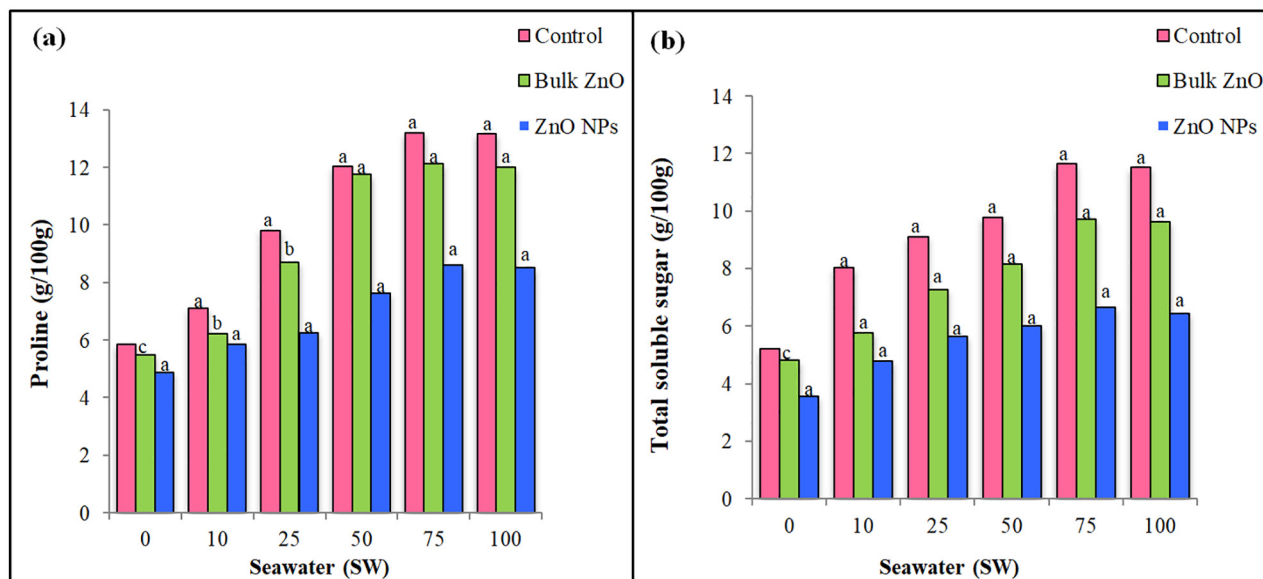 (a)
Control
Bulk ZnO
ZnO NPs
Proline (g/100g)
14
12
10
8
6
4
2
0
c a
a b a
a b a
a a a
a a a
a a a
0 10 25 50 75 100
Seawater (SW)
(b)
Control
Bulk ZnO
ZnO NPs
Total soluble sugar (g/100g)
14
12
10
8
6
4
2
0
c a
a a a
a a a
a a a
a a a
a a a
0 10 25 50 75 100
Seawater (SW)